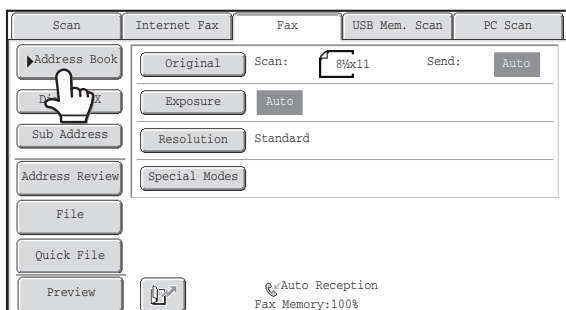 Scan Internet Fax Fax USB Mem. Scan PC Scan
Address Book
Original Scan: 8½x11 Send: Auto
X
Exposure Auto
Sub Address
Resolution Standard
Address Review
Special Modes
File
Quick File
Preview
Auto Reception
Fax Memory:100%